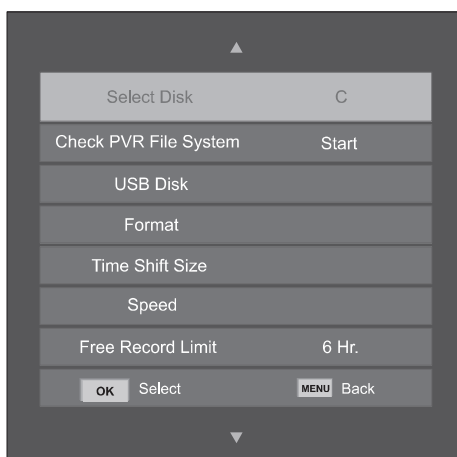 Select Disk C
Check PVR File System Start
USB Disk
Format
Time Shift Size
Speed
Free Record Limit 6 Hr.
OK Select MENU Back